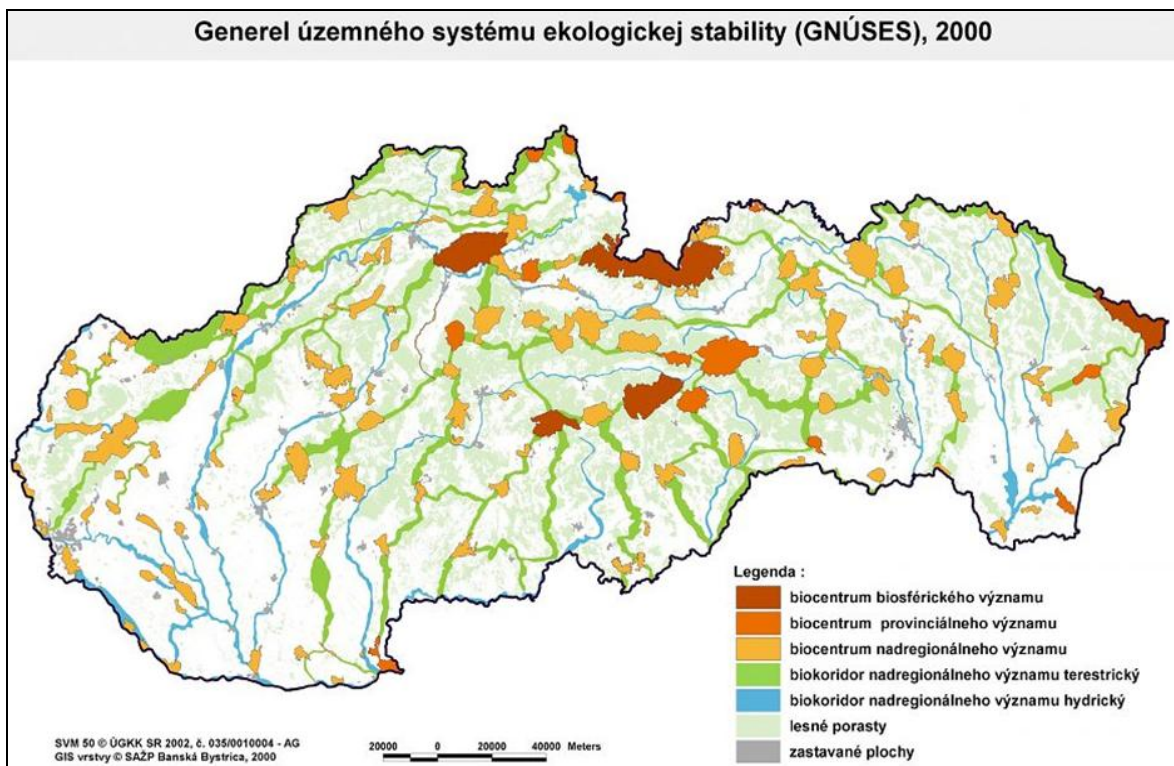 Generel územného systému ekologickej stability (GNÚSES), 2000
Legenda :
biocentrum biosférického významu
biocentrum provinciálneho významu
biocentrum nadregionálneho významu
biokoridor nadregionálneho významu terestrický
biokoridor nadregionálneho významu hydrický
lesné porasty
zastavané plochy
SVM 50 © ÚGKK SR 2002, č. 035/0010004 - AG
GIS vrstvy © SAŽP Banská Bystrica, 2000
20000 0 20000 40000 Meters